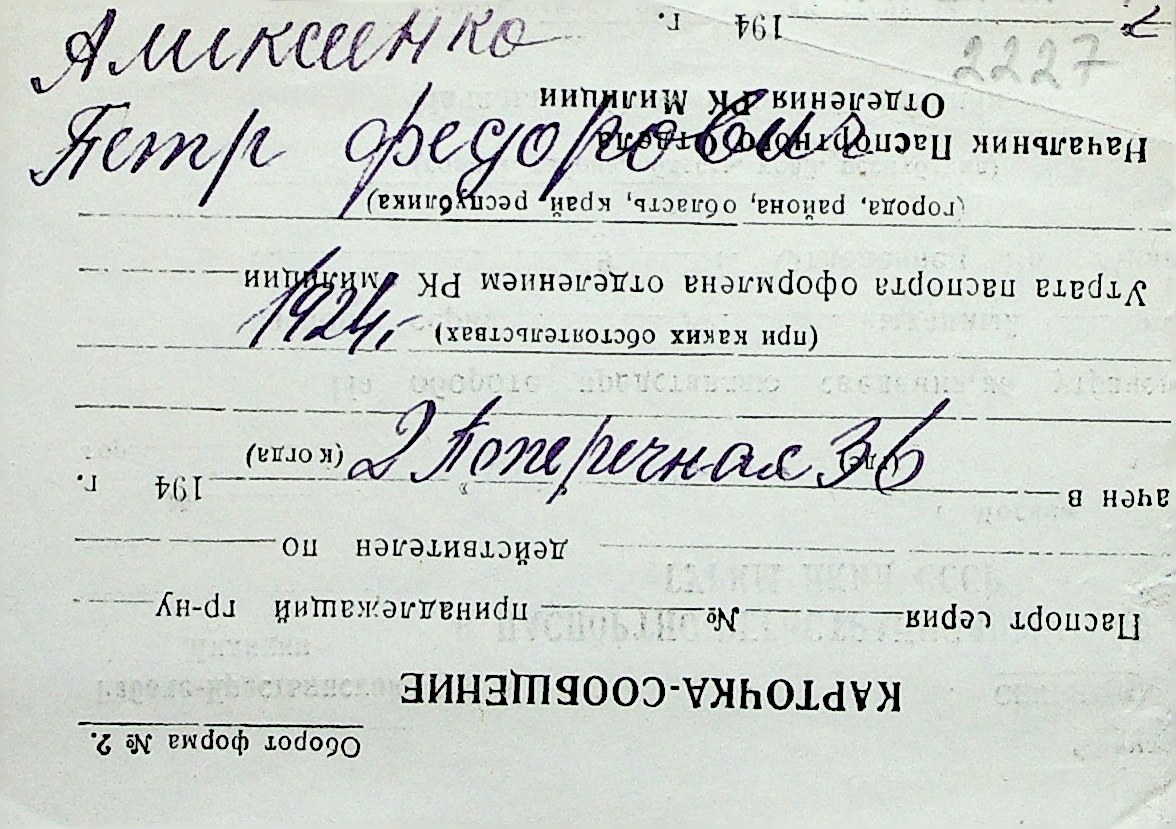 Аликсенко
Петр Федорович
1924,
2 Поперечная 36
2227
Оборот форма № 2.
КАРТОЧКА-СООБЩЕНИЕ
Паспорт серия № принадлежащий гр-ну
действителен по
ачен в 194 г.
(где) (когда)
(при каких обстоятельствах)
Утрата паспорта оформлена отделением РК милиции
(города, района, область, край, республика)
Начальник Паспортного отдела
Отделения РК Милиции
194 г.